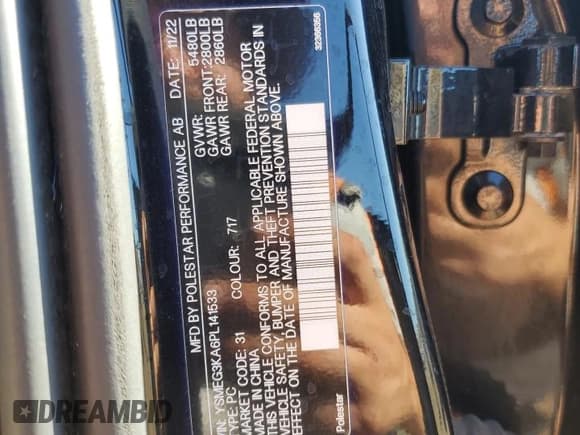 MFD BY POLESTAR PERFORMANCE AB DATE: 11/22
GVWR: 5480LB
GAWR FRONT: 2800LB
GAWR REAR: 2860LB
VIN: YSMEG3KA6PL141533
TYPE: PC
MARKET CODE: 31 COLOUR: 717
MADE IN CHINA
THIS VEHICLE CONFORMS TO ALL APPLICABLE FEDERAL MOTOR
VEHICLE SAFETY, BUMPER AND THEFT PREVENTION STANDARDS IN
EFFECT ON THE DATE OF MANUFACTURE SHOWN ABOVE.
Polestar 32366356
DREAMBID